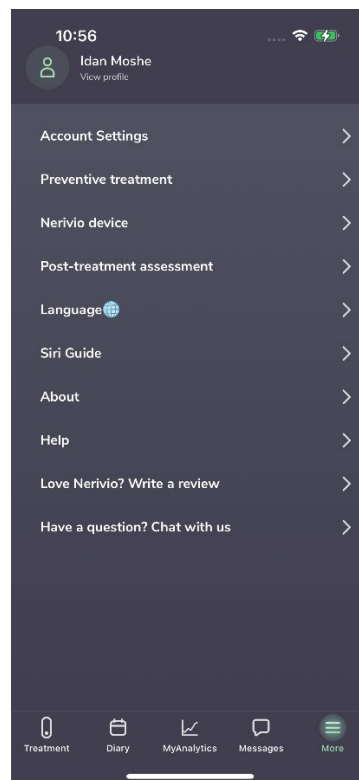 10:56
Idan Moshe
View profile
Account Settings
Preventive treatment
Nerivio device
Post-treatment assessment
Language
Siri Guide
About
Help
Love Nerivio? Write a review
Have a question? Chat with us
Treatment Diary MyAnalytics Messages More